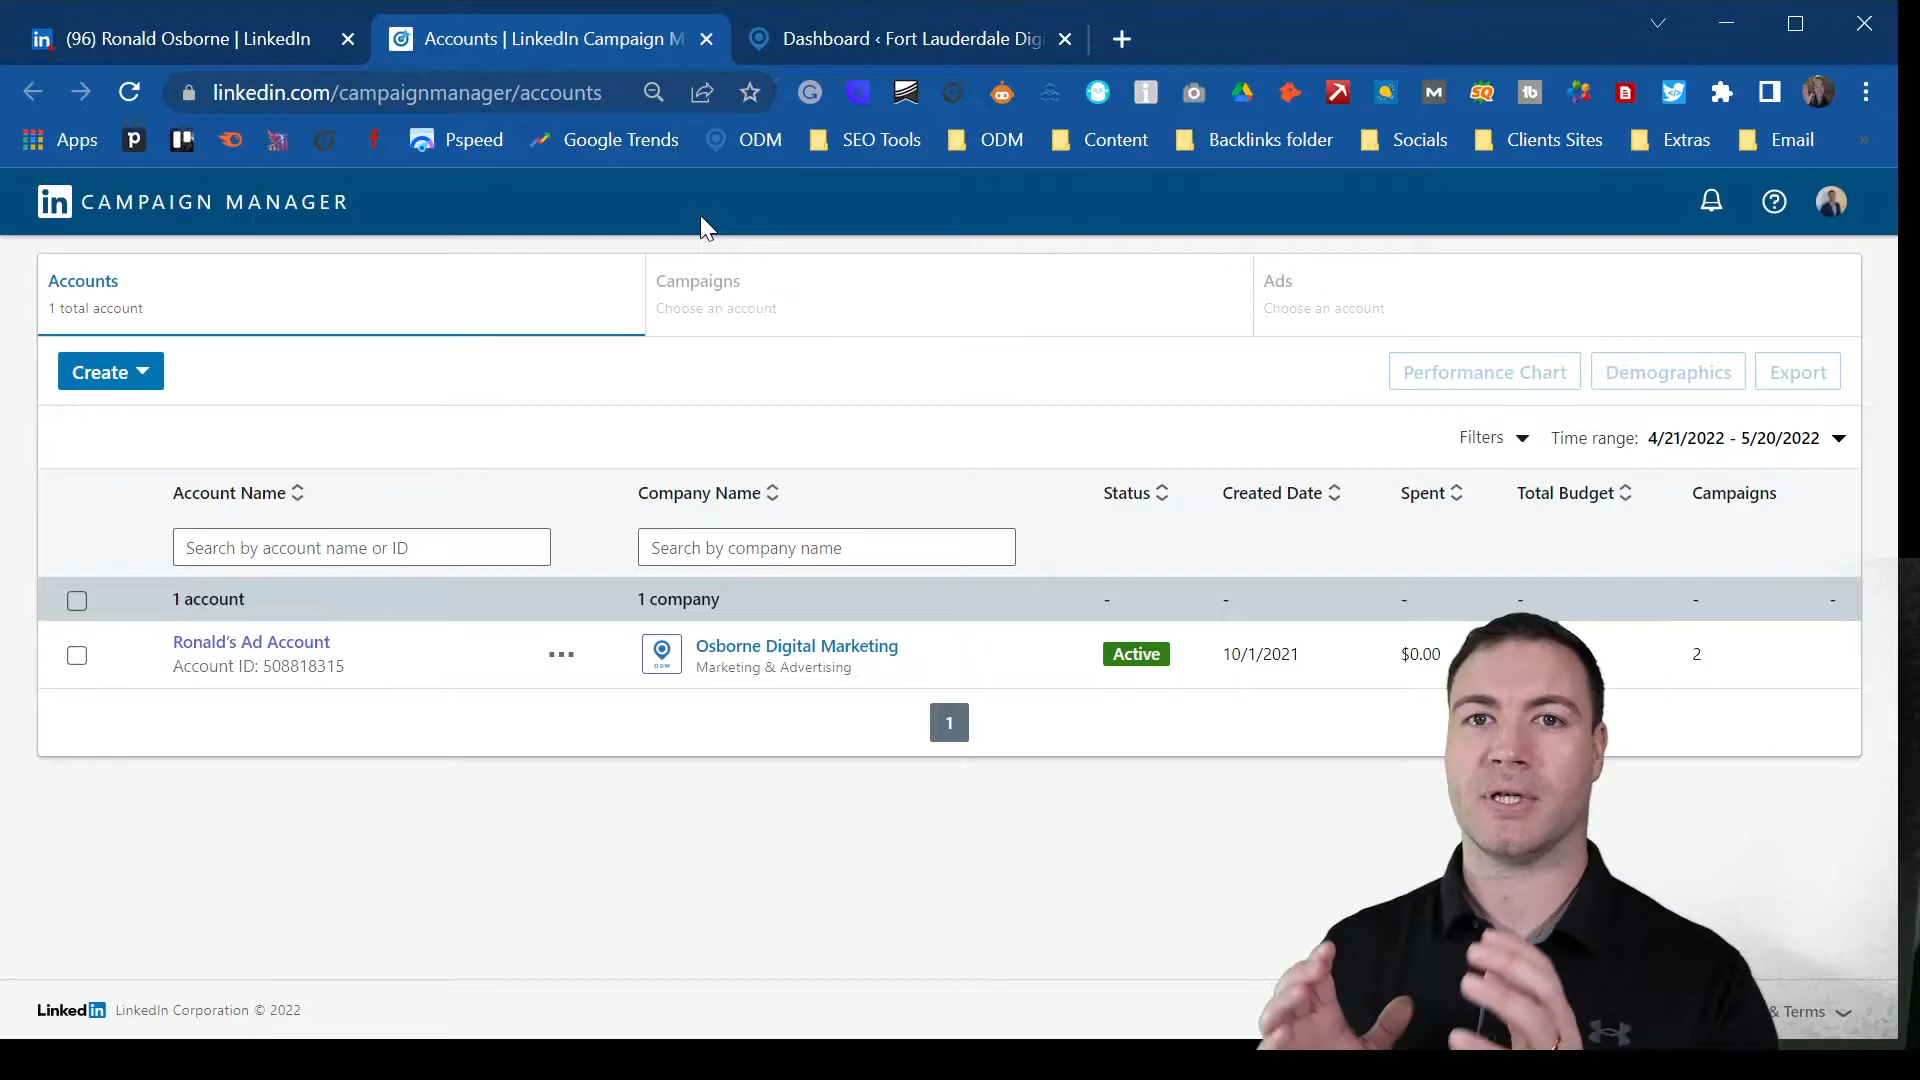 (96) Ronald Osborne | LinkedIn
Accounts | LinkedIn Campaign M
Dashboard ‹ Fort Lauderdale Digi
linkedin.com/campaignmanager/accounts
Apps
Pspeed
Google Trends
ODM
SEO Tools
ODM
Content
Backlinks folder
Socials
Clients Sites
Extras
Email
in CAMPAIGN MANAGER
Accounts
1 total account
Campaigns
Choose an account
Ads
Choose an account
Create
Performance Chart
Demographics
Export
Filters
Time range: 4/21/2022 - 5/20/2022
Account Name
Company Name
Status
Created Date
Spent
Total Budget
Campaigns
Search by account name or ID
Search by company name
1 account
1 company
- - - - - -
Ronald's Ad Account
Account ID: 508818315
ODM
Osborne Digital Marketing
Marketing & Advertising
Active
10/1/2021
$0.00
2
1
Linked in LinkedIn Corporation © 2022
& Terms